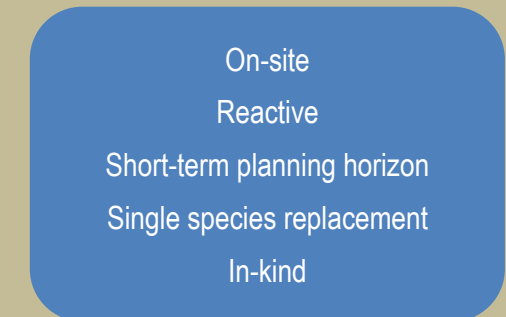 On-site
Reactive
Short-term planning horizon
Single species replacement
In-kind